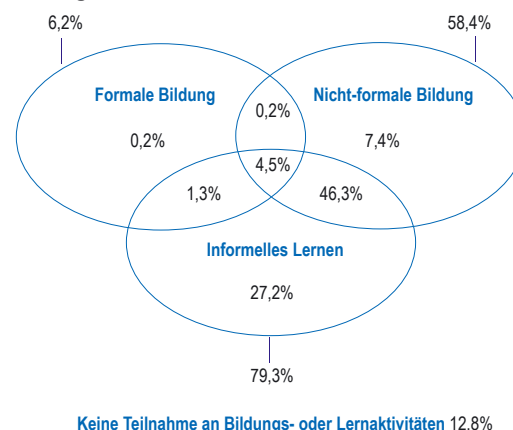 6,2%
58,4%
Formale Bildung
0,2%
Nicht-formale Bildung
0,2%
7,4%
4,5%
1,3%
46,3%
Informelles Lernen
27,2%
79,3%
Keine Teilnahme an Bildungs- oder Lernaktivitäten 12,8%